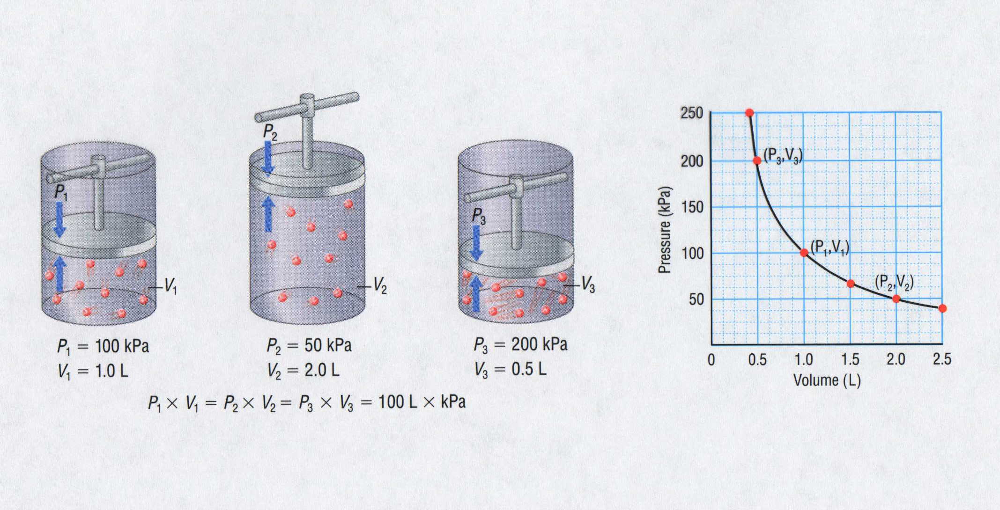 P₁
V₁
P₁ = 100 kPa
V₁ = 1.0 L
P₂
V₂
P₂ = 50 kPa
V₂ = 2.0 L
P₃
V₃
P₃ = 200 kPa
V₃ = 0.5 L
P₁ × V₁ = P₂ × V₂ = P₃ × V₃ = 100 L × kPa
Pressure (kPa)
250
200
150
100
50
(P₃,V₃)
(P₁,V₁)
(P₂,V₂)
0 0.5 1.0 1.5 2.0 2.5
Volume (L)